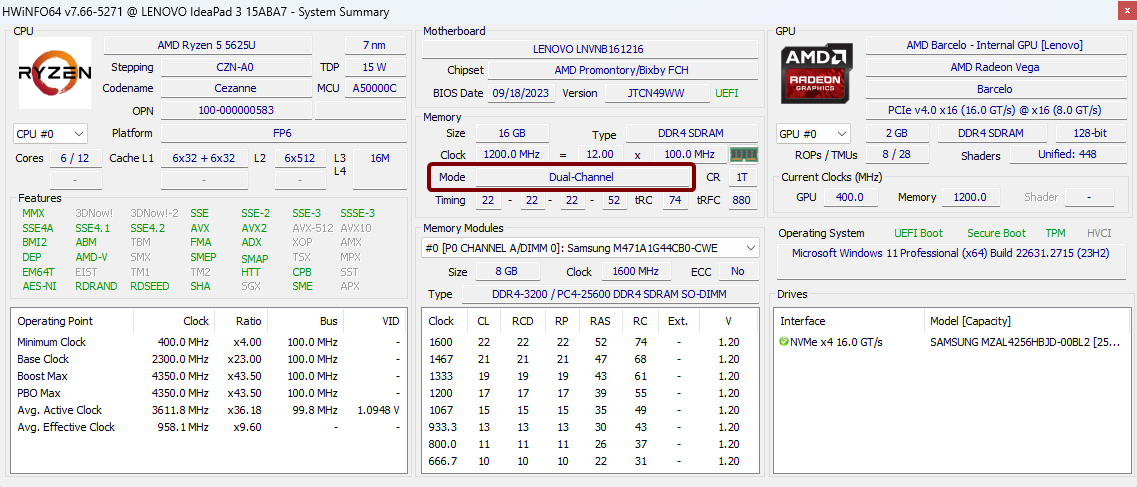 HWiNFO64 v7.66-5271 @ LENOVO IdeaPad 3 15ABA7 - System Summary
CPU
RYZEN
AMD Ryzen 5 5625U 7 nm
Stepping CZN-A0 TDP 15 W
Codename Cezanne MCU A50000C
OPN 100-000000583
CPU #0 Platform FP6
Cores 6 / 12 Cache L1 6x32 + 6x32 L2 6x512 L3 16M
- - L4
Features
MMX 3DNow! 3DNow!-2 SSE SSE-2 SSE-3 SSSE-3
SSE4A SSE4.1 SSE4.2 AVX AVX2 AVX-512 AVX10
BMI2 ABM TBM FMA ADX XOP AMX
DEP AMD-V SMX SMEP SMAP TSX MPX
EM64T EIST TM1 TM2 HTT CPB SST
AES-NI RDRAND RDSEED SHA SGX SME APX
Operating Point Clock Ratio Bus VID
Minimum Clock 400.0 MHz x4.00 100.0 MHz -
Base Clock 2300.0 MHz x23.00 100.0 MHz -
Boost Max 4350.0 MHz x43.50 100.0 MHz -
PBO Max 4350.0 MHz x43.50 100.0 MHz -
Avg. Active Clock 3611.8 MHz x36.18 99.8 MHz 1.0948 V
Avg. Effective Clock 958.1 MHz x9.60 - -
Motherboard
LENOVO LNVNB161216
Chipset AMD Promontory/Bixby FCH
BIOS Date 09/18/2023 Version JTCN49WW UEFI
Memory
Size 16 GB Type DDR4 SDRAM
Clock 1200.0 MHz = 12.00 x 100.0 MHz
Mode Dual-Channel CR 1T
Timing 22 - 22 - 22 - 52 tRC 74 tRFC 880
Memory Modules
#0 [P0 CHANNEL A/DIMM 0]: Samsung M471A1G44CB0-CWE
Size 8 GB Clock 1600 MHz ECC No
Type DDR4-3200 / PC4-25600 DDR4 SDRAM SO-DIMM
Clock CL RCD RP RAS RC Ext. V
1600 22 22 22 52 74 - 1.20
1467 21 21 21 47 68 - 1.20
1333 19 19 19 43 61 - 1.20
1200 17 17 17 39 55 - 1.20
1067 15 15 15 35 49 - 1.20
933.3 13 13 13 30 43 - 1.20
800.0 11 11 11 26 37 - 1.20
666.7 10 10 10 22 31 - 1.20
GPU
AMD
RADEON
GRAPHICS
AMD Barcelo - Internal GPU [Lenovo]
AMD Radeon Vega
Barcelo
PCIe v4.0 x16 (16.0 GT/s) @ x16 (8.0 GT/s)
GPU #0 2 GB DDR4 SDRAM 128-bit
ROPs / TMUs 8 / 28 Shaders Unified: 448
Current Clocks (MHz)
GPU 400.0 Memory 1200.0 Shader -
Operating System UEFI Boot Secure Boot TPM HVCI
Microsoft Windows 11 Professional (x64) Build 22631.2715 (23H2)
Drives
Interface Model [Capacity]
NVMe x4 16.0 GT/s SAMSUNG MZAL4256HBJD-00BL2 [25...